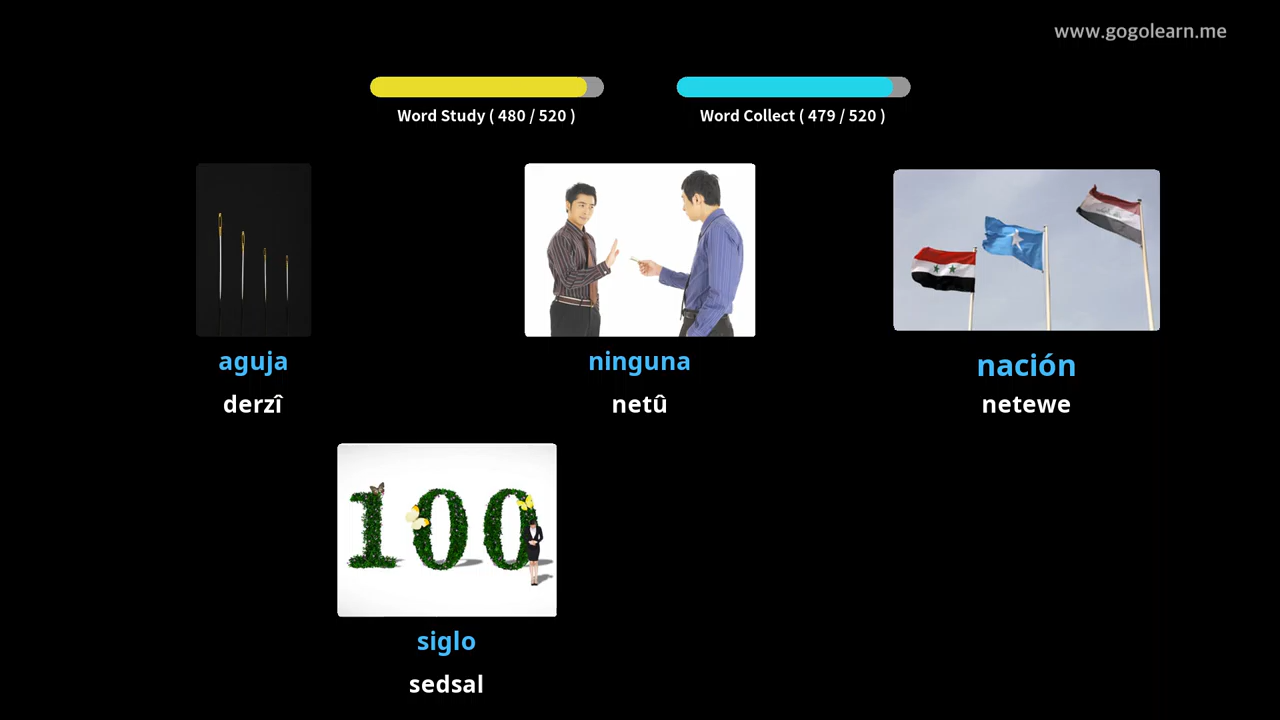 www.gogolearn.me
Word Study ( 480 / 520 )
Word Collect ( 479 / 520 )
aguja
derzî
ninguna
netû
nación
netewe
100
siglo
sedsal